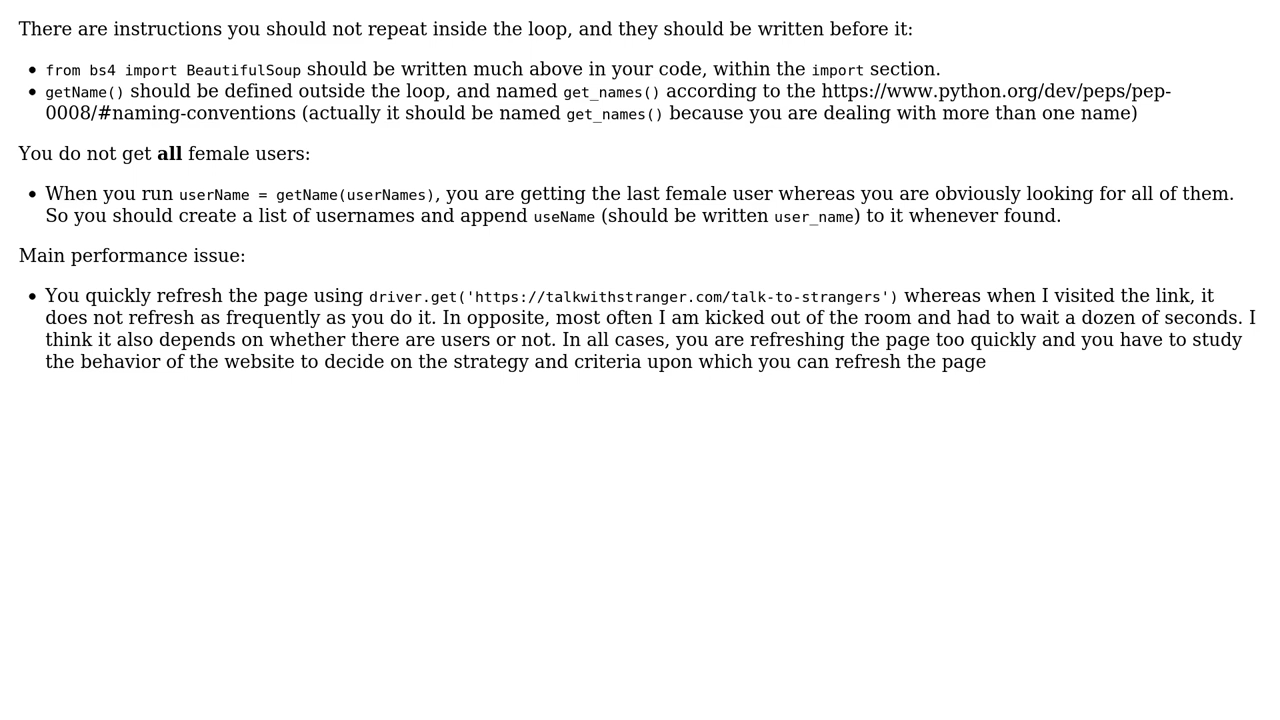 There are instructions you should not repeat inside the loop, and they should be written before it:
• from bs4 import BeautifulSoup should be written much above in your code, within the import section.
• getName() should be defined outside the loop, and named get_names() according to the https://www.python.org/dev/peps/pep-
0008/#naming-conventions (actually it should be named get_names() because you are dealing with more than one name)
You do not get all female users:
• When you run userName = getName(userNames), you are getting the last female user whereas you are obviously looking for all of them.
So you should create a list of usernames and append useName (should be written user_name) to it whenever found.
Main performance issue:
• You quickly refresh the page using driver.get('https://talkwithstranger.com/talk-to-strangers') whereas when I visited the link, it
does not refresh as frequently as you do it. In opposite, most often I am kicked out of the room and had to wait a dozen of seconds. I
think it also depends on whether there are users or not. In all cases, you are refreshing the page too quickly and you have to study
the behavior of the website to decide on the strategy and criteria upon which you can refresh the page